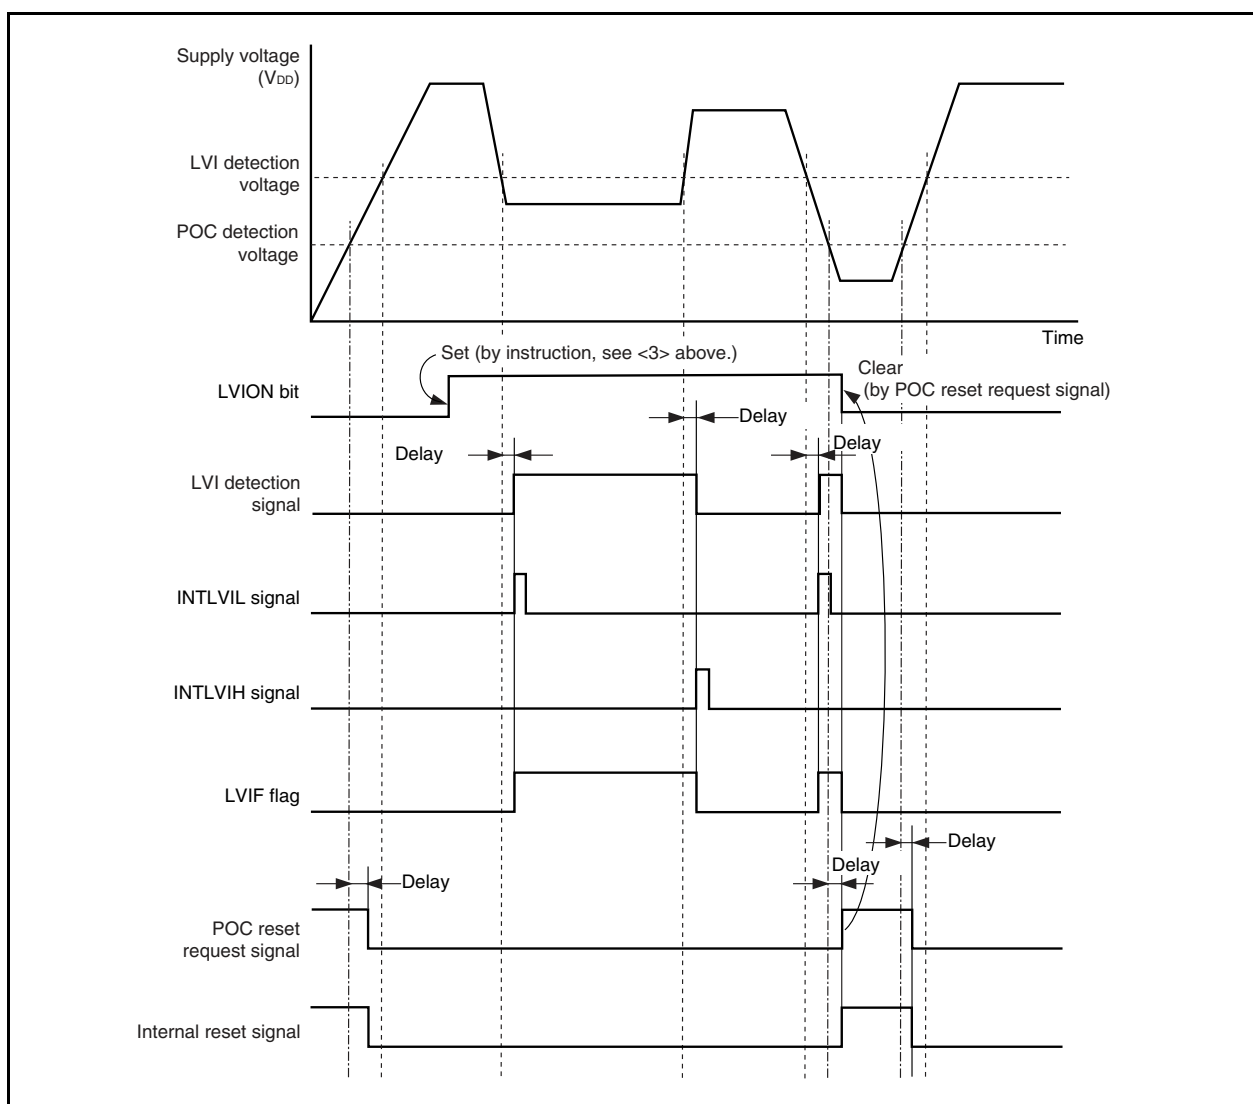 Supply voltage
(VDD)
LVI detection
voltage
POC detection
voltage
Time
Set (by instruction, see <3> above.)
Clear
(by POC reset request signal)
LVION bit
Delay
Delay
Delay
LVI detection
signal
INTLVIL signal
INTLVIH signal
LVIF flag
Delay
Delay
Delay
POC reset
request signal
Internal reset signal